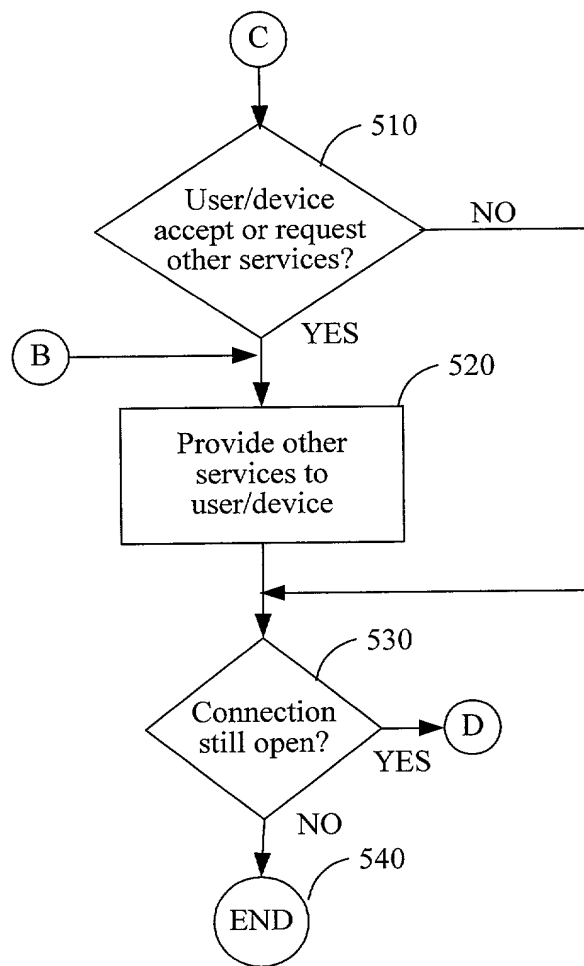 C
510
User/device
accept or request
other services?
NO
YES
B
520
Provide other
services to
user/device
530
Connection
still open?
D
YES
NO
540
END